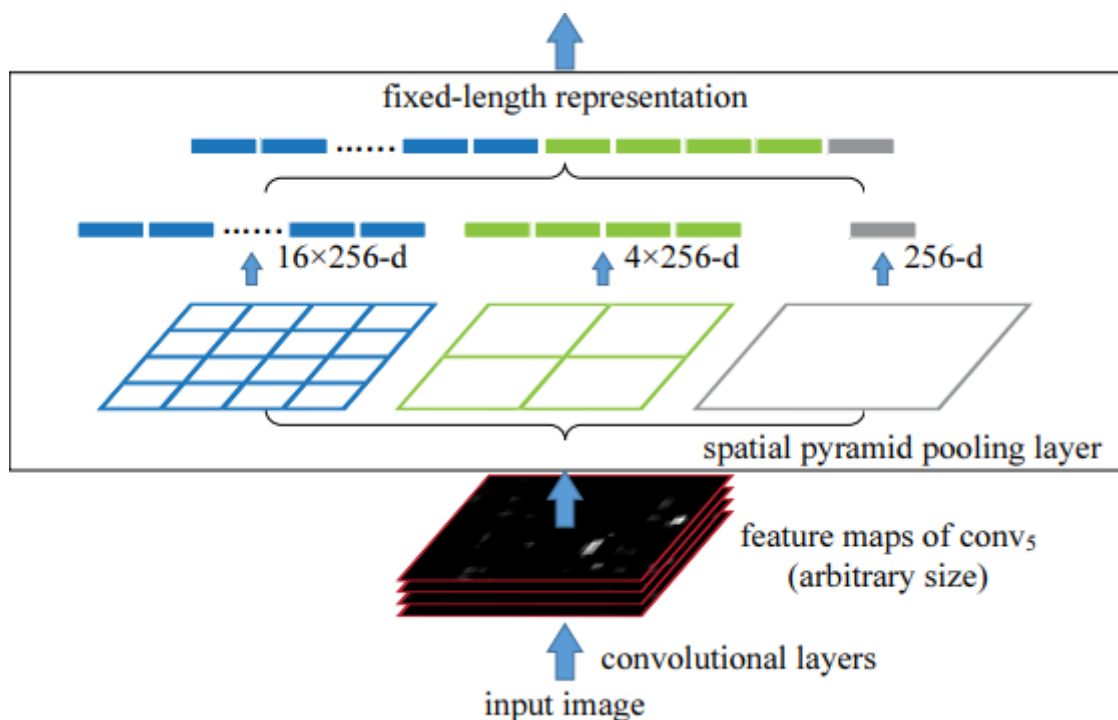 fixed-length representation
......
......
16×256-d
4×256-d
256-d
spatial pyramid pooling layer
feature maps of conv₅
(arbitrary size)
convolutional layers
input image